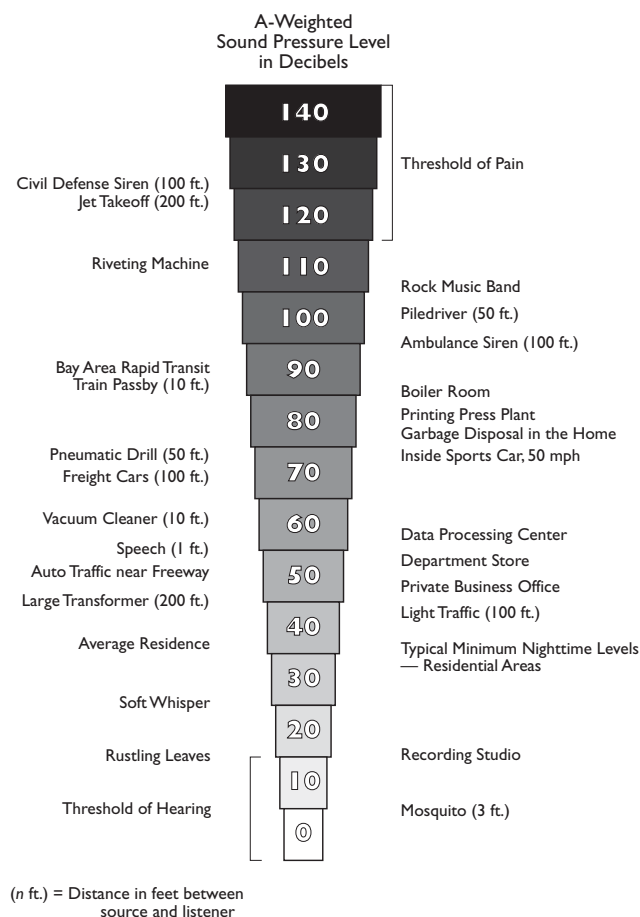 A-Weighted
Sound Pressure Level
in Decibels
140
130
Threshold of Pain
Civil Defense Siren (100 ft.)
Jet Takeoff (200 ft.)
120
Riveting Machine
110
Rock Music Band
100
Piledriver (50 ft.)
Ambulance Siren (100 ft.)
Bay Area Rapid Transit
Train Passby (10 ft.)
90
Boiler Room
80
Printing Press Plant
Garbage Disposal in the Home
Pneumatic Drill (50 ft.)
Inside Sports Car, 50 mph
Freight Cars (100 ft.)
70
Vacuum Cleaner (10 ft.)
60
Data Processing Center
Speech (1 ft.)
Department Store
Auto Traffic near Freeway
50
Private Business Office
Large Transformer (200 ft.)
Light Traffic (100 ft.)
40
Average Residence
Typical Minimum Nighttime Levels
— Residential Areas
30
Soft Whisper
20
Rustling Leaves
Recording Studio
10
Threshold of Hearing
Mosquito (3 ft.)
0
(n ft.) = Distance in feet between
source and listener